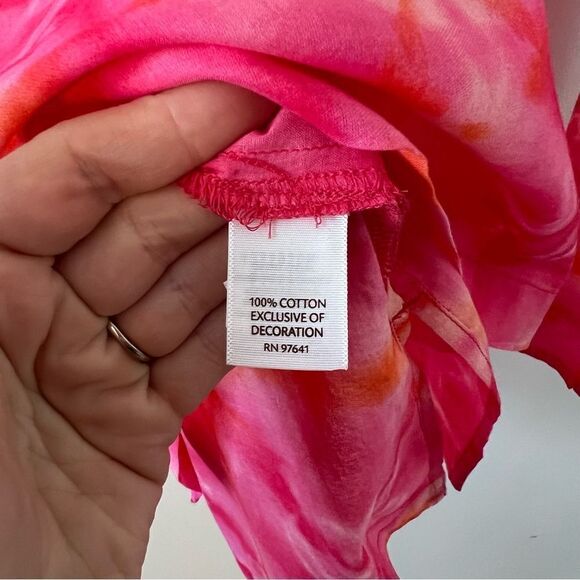 100% COTTON
EXCLUSIVE OF
DECORATION
RN 97641